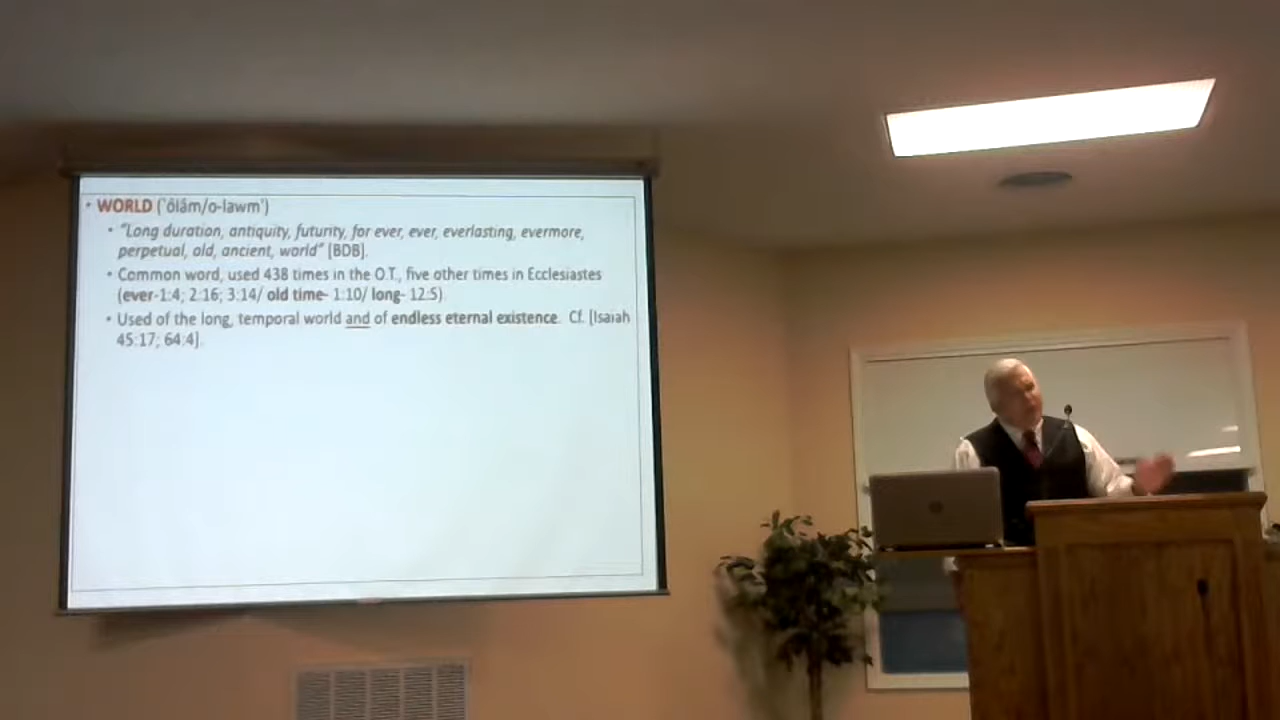 • WORLD (`ôlâm/o-lawm')
• "Long duration, antiquity, futurity, for ever, ever, everlasting, evermore,
perpetual, old, ancient, world" [BDB].
• Common word, used 438 times in the O.T., five other times in Ecclesiastes
(ever-1:4; 2:16; 3:14/ old time- 1:10/ long- 12:5)
• Used of the long, temporal world and of endless eternal existence. Cf. [Isaiah
45:17; 64:4].